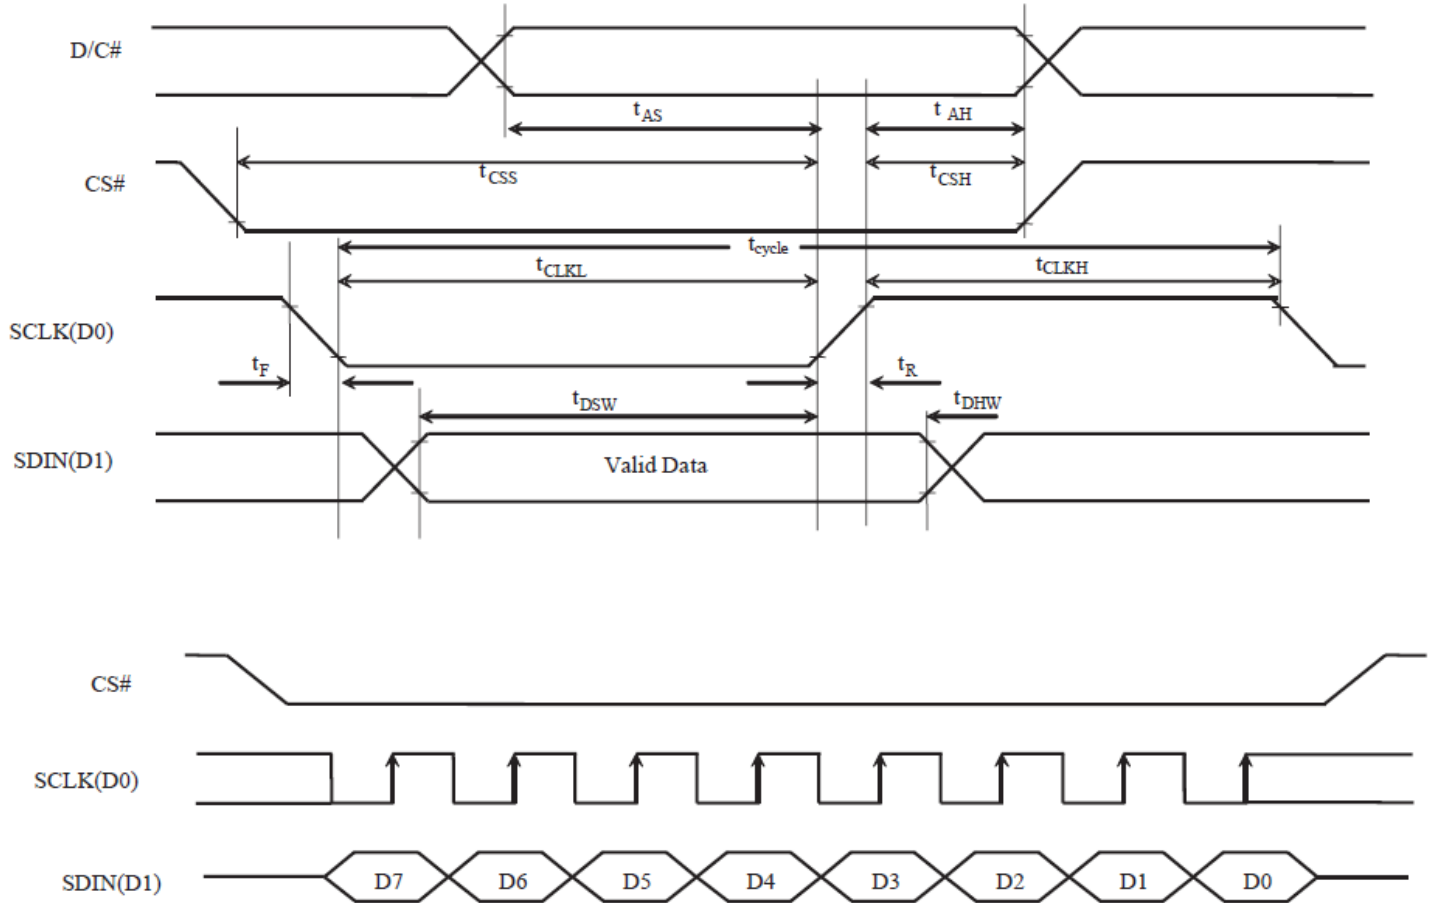 D/C#
tAS
tAH
CS#
tCSS
tCSH
tcycle
tCLKL
tCLKH
SCLK(D0)
tF
tR
tDSW
tDHW
SDIN(D1)
Valid Data
CS#
SCLK(D0)
SDIN(D1)
D7 D6 D5 D4 D3 D2 D1 D0